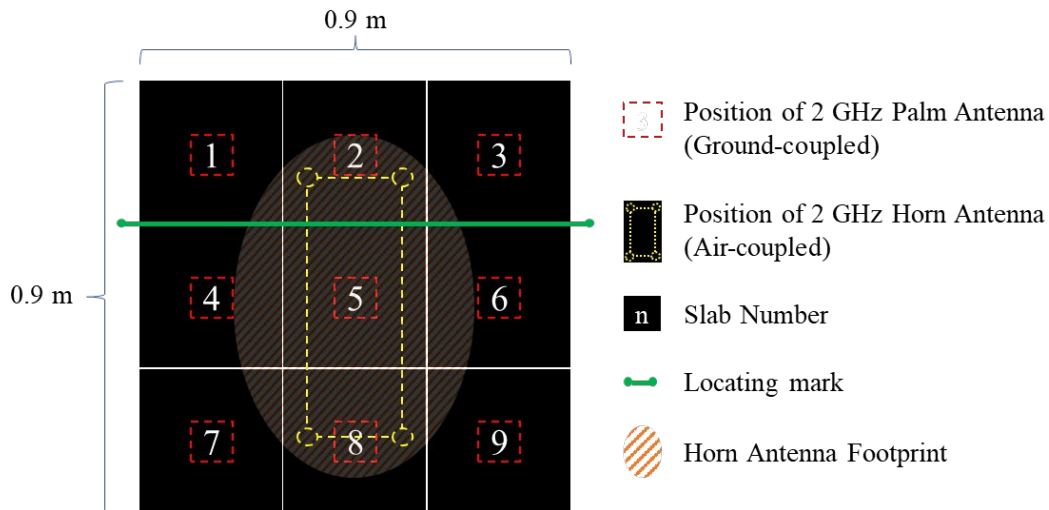 0.9 m
0.9 m
1 2 3
4 5 6
7 8 9
3
Position of 2 GHz Palm Antenna
(Ground-coupled)
Position of 2 GHz Horn Antenna
(Air-coupled)
n
Slab Number
Locating mark
Horn Antenna Footprint